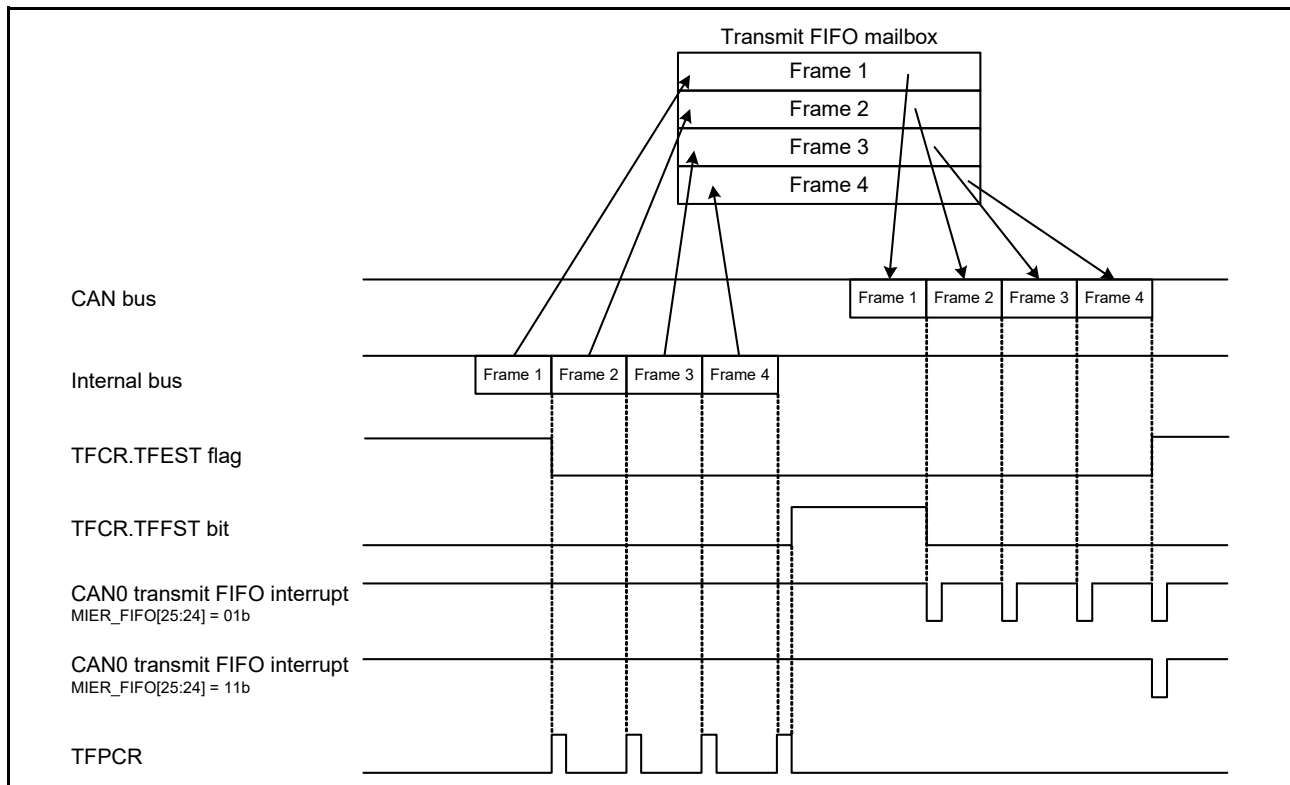 Transmit FIFO mailbox
Frame 1
Frame 2
Frame 3
Frame 4
CAN bus
Frame 1 Frame 2 Frame 3 Frame 4
Internal bus
Frame 1 Frame 2 Frame 3 Frame 4
TFCR.TFEST flag
TFCR.TFFST bit
CAN0 transmit FIFO interrupt
MIER_FIFO[25:24] = 01b
CAN0 transmit FIFO interrupt
MIER_FIFO[25:24] = 11b
TFPCR